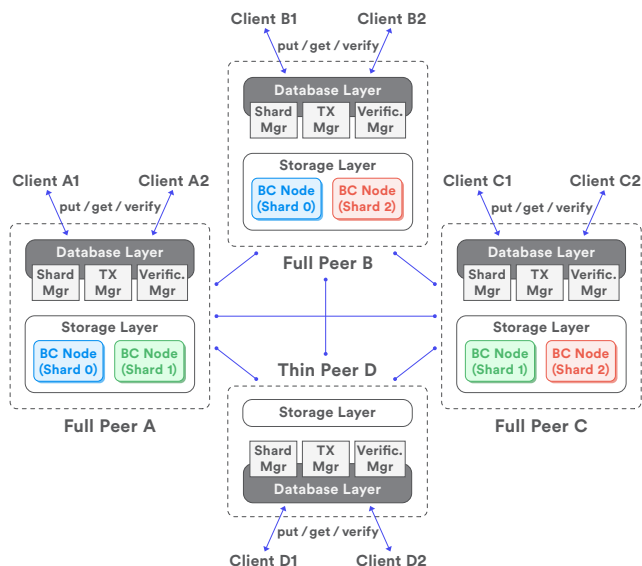 Client B1
Client B2
put / get / verify
Database Layer
Shard Mgr
TX Mgr
Verific. Mgr
Storage Layer
BC Node (Shard 0)
BC Node (Shard 2)
Full Peer B
Client A1
Client A2
put / get / verify
Database Layer
Shard Mgr
TX Mgr
Verific. Mgr
Storage Layer
BC Node (Shard 0)
BC Node (Shard 1)
Full Peer A
Client C1
Client C2
put / get / verify
Database Layer
Shard Mgr
TX Mgr
Verific. Mgr
Storage Layer
BC Node (Shard 1)
BC Node (Shard 2)
Full Peer C
Thin Peer D
Storage Layer
Shard Mgr
TX Mgr
Verific. Mgr
Database Layer
put / get / verify
Client D1
Client D2